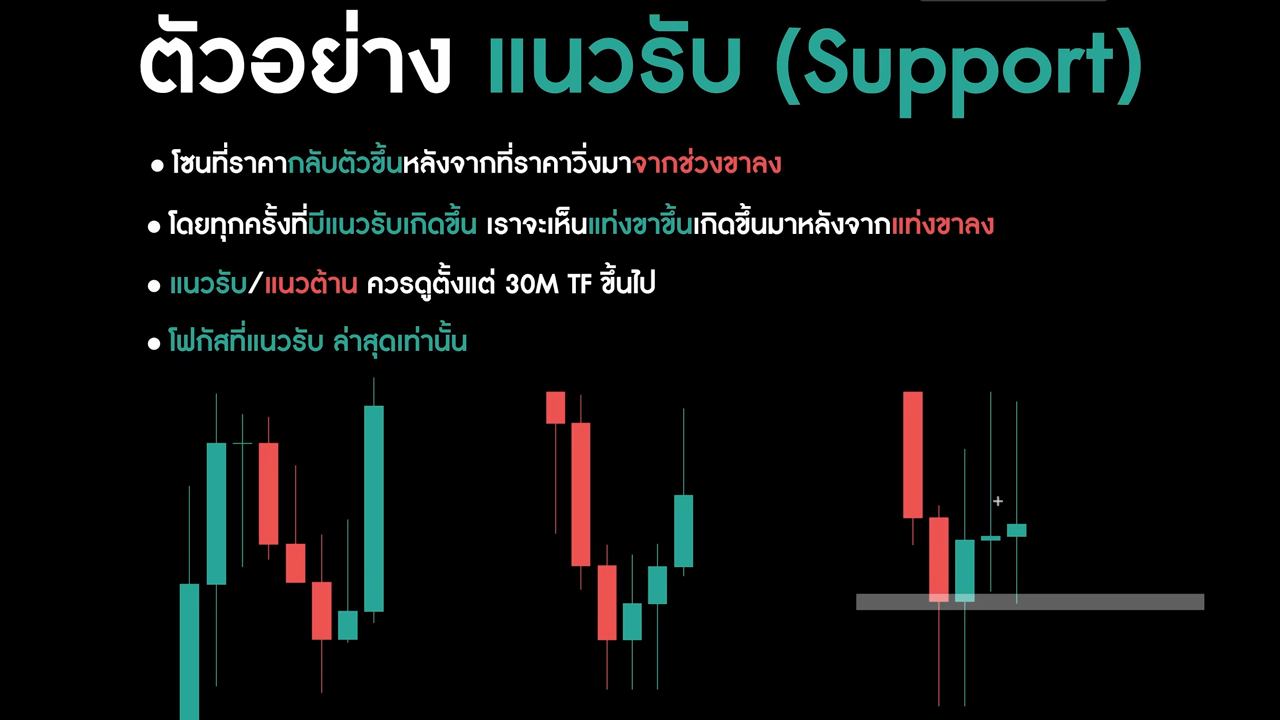 ตัวอย่าง แนวรับ (Support)
• โซนที่ราคากลับตัวขึ้นหลังจากที่ราคาวิ่งมาจากช่วงขาลง
• โดยทุกครั้งที่มีแนวรับเกิดขึ้น เราจะเห็นแท่งขาขึ้นเกิดขึ้นมาหลังจากแท่งขาลง
• แนวรับ/แนวต้าน ควรดูตั้งแต่ 30M TF ขึ้นไป
• โฟกัสที่แนวรับ ล่าสุดเท่านั้น